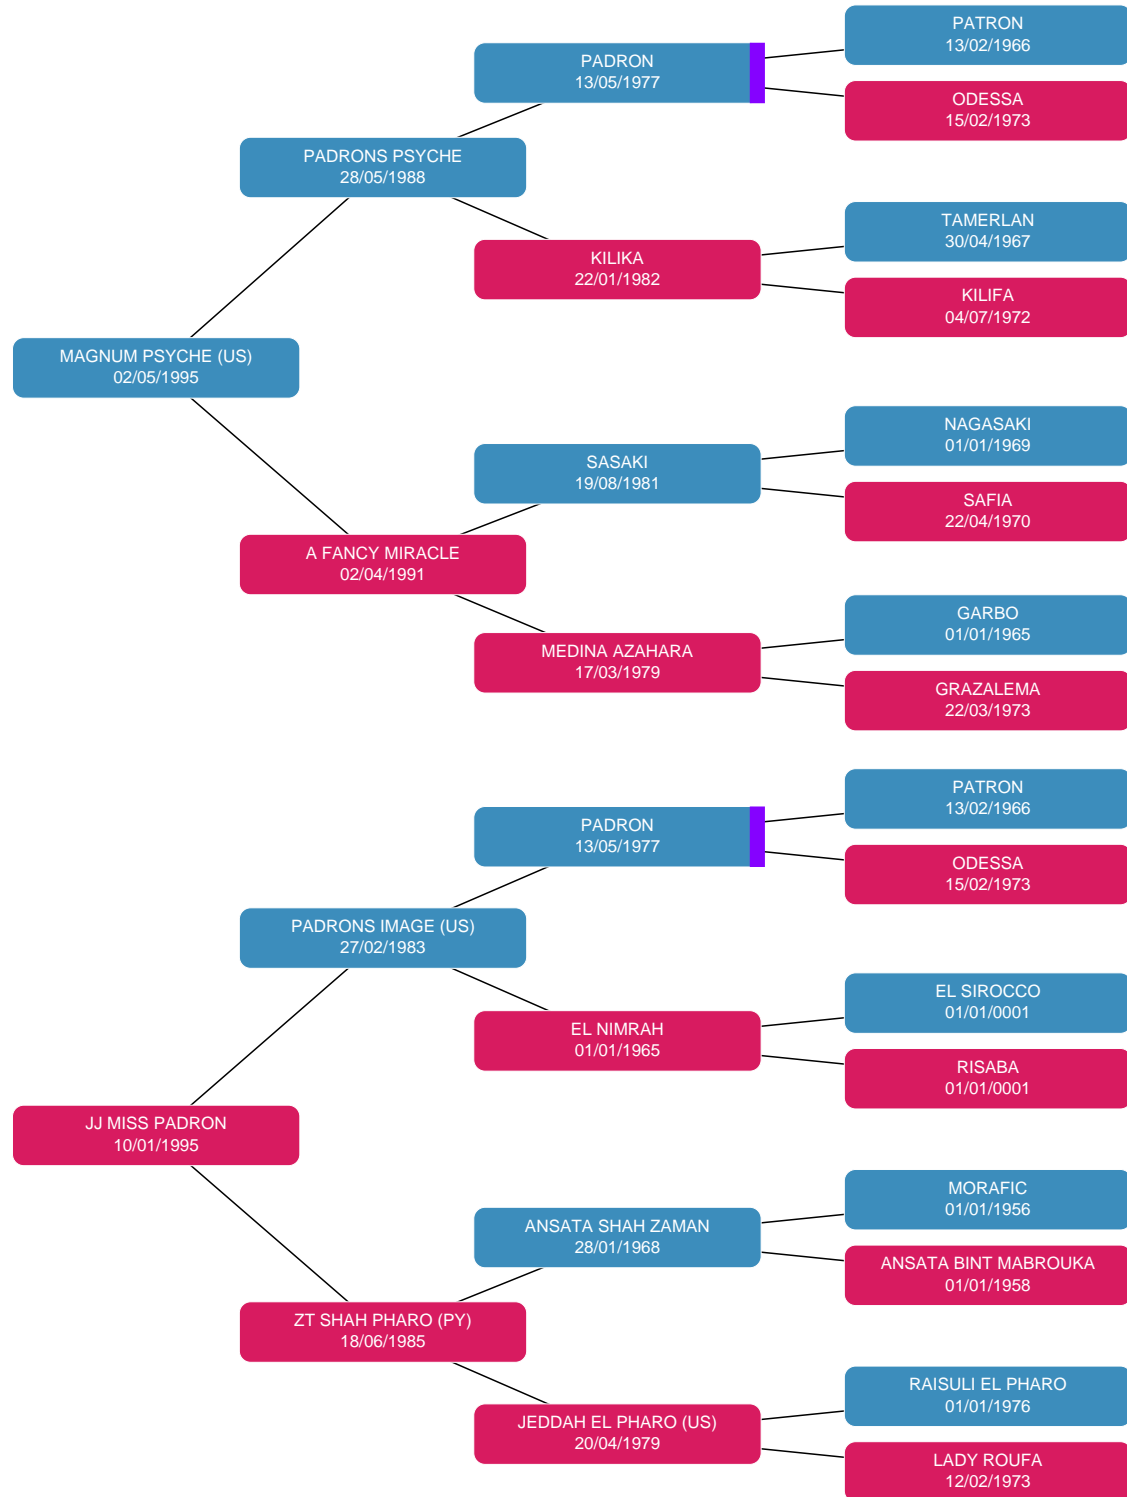 PATRON
13/02/1966
PADRON
13/05/1977
ODESSA
15/02/1973
PADRONS PSYCHE
28/05/1988
TAMERLAN
30/04/1967
KILIKA
22/01/1982
KILIFA
04/07/1972
MAGNUM PSYCHE (US)
02/05/1995
NAGASAKI
01/01/1969
SASAKI
19/08/1981
SAFIA
22/04/1970
A FANCY MIRACLE
02/04/1991
GARBO
01/01/1965
MEDINA AZAHARA
17/03/1979
GRAZALEMA
22/03/1973
PATRON
13/02/1966
PADRON
13/05/1977
ODESSA
15/02/1973
PADRONS IMAGE (US)
27/02/1983
EL SIROCCO
01/01/0001
EL NIMRAH
01/01/1965
RISABA
01/01/0001
JJ MISS PADRON
10/01/1995
MORAFIC
01/01/1956
ANSATA SHAH ZAMAN
28/01/1968
ANSATA BINT MABROUKA
01/01/1958
ZT SHAH PHARO (PY)
18/06/1985
RAISULI EL PHARO
01/01/1976
JEDDAH EL PHARO (US)
20/04/1979
LADY ROUFA
12/02/1973